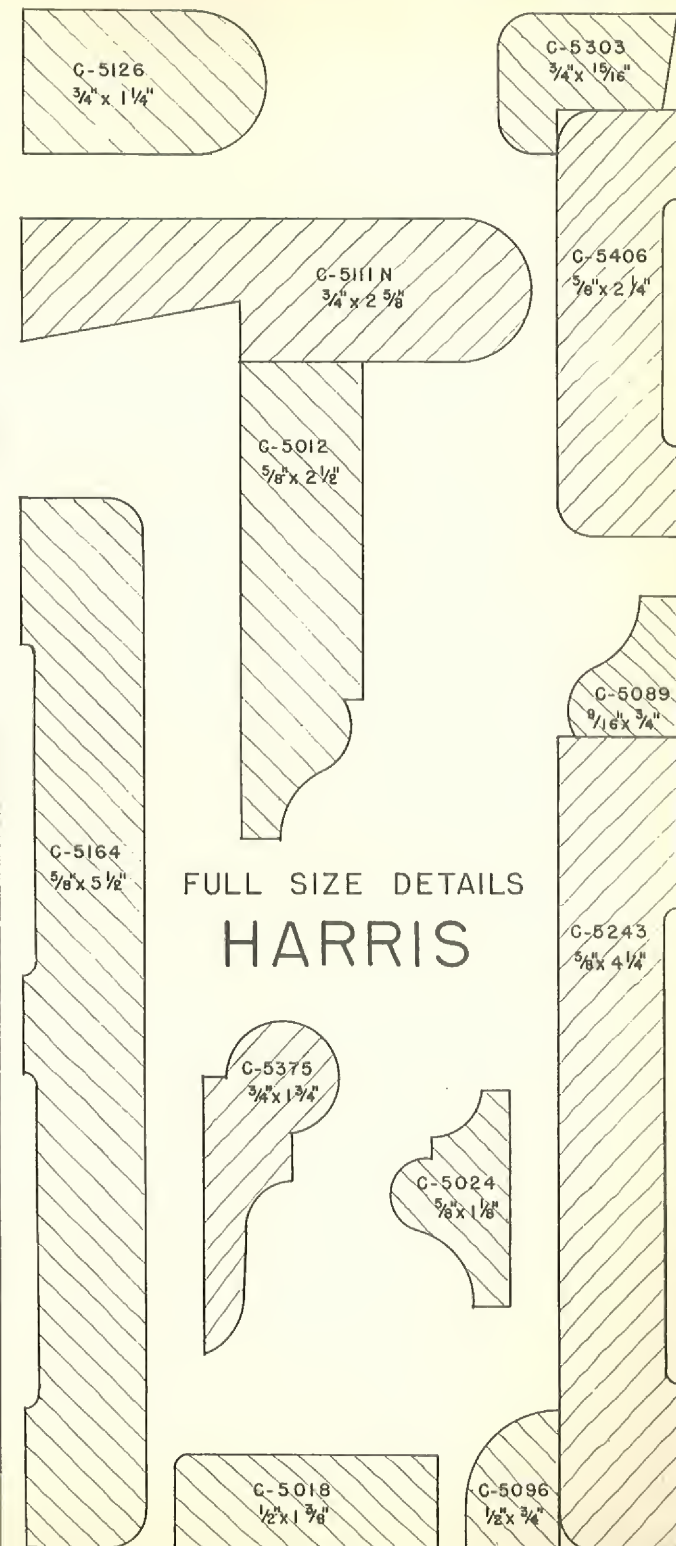 C-5126
3/4" x 1 1/4"
C-5303
3/4" x 15/16"
C-5111 N
3/4" x 2 5/8"
C-5406
5/8" x 2 1/4"
C-5012
5/8" x 2 1/2"
C-5089
9/16" x 3/4"
C-5164
5/8" x 5 1/2"
FULL SIZE DETAILS
HARRIS
C-5243
5/8" x 4 1/4"
C-5375
3/4" x 1 3/4"
C-5024
5/8" x 1 1/8"
C-5018
1/2" x 1 3/8"
C-5096
1/2" x 3/4"